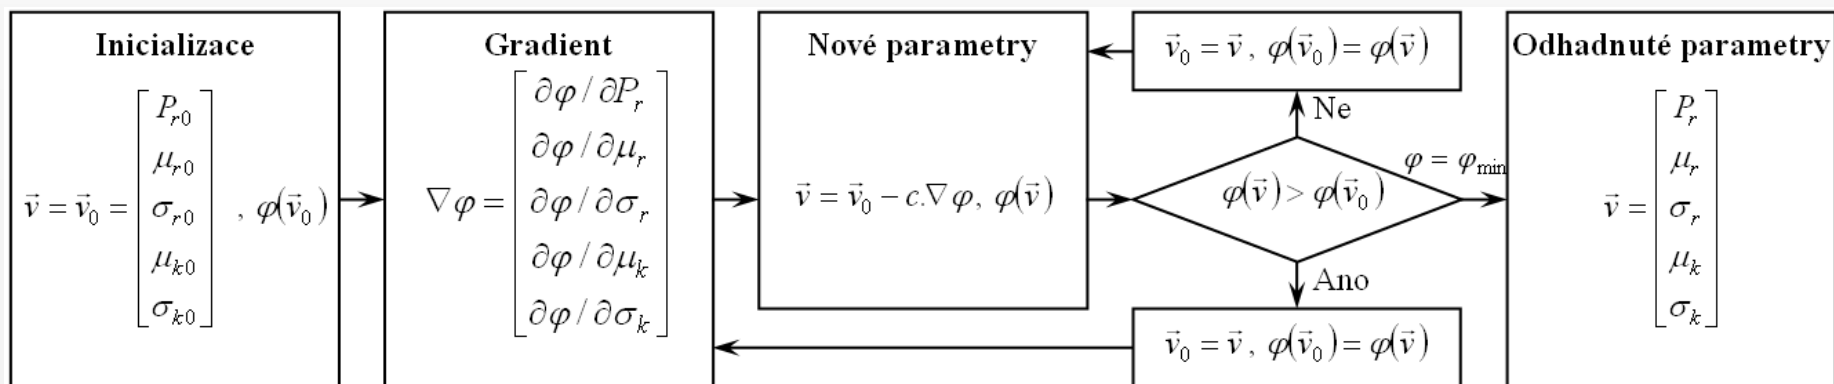 Inicializace
v⃗ = v⃗₀ = [P_r0 μ_r0 σ_r0 μ_k0 σ_k0] , φ(v⃗₀)
Gradient
∇φ = [∂φ / ∂P_r ∂φ / ∂μ_r ∂φ / ∂σ_r ∂φ / ∂μ_k ∂φ / ∂σ_k]
Nové parametry
v⃗ = v⃗₀ − c.∇φ, φ(v⃗)
v⃗₀ = v⃗ , φ(v⃗₀) = φ(v⃗)
Ne
φ(v⃗) > φ(v⃗₀)
φ = φ_min
Ano
v⃗₀ = v⃗ , φ(v⃗₀) = φ(v⃗)
Odhadnuté parametry
v⃗ = [P_r μ_r σ_r μ_k σ_k]